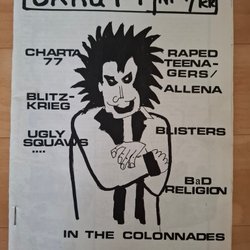 CHARTA
77
RAPED
TEENA-
GERS/
ALLENA
BLITZ-
KRIEG
UGLY
SQUAWS
....
BLISTERS
BaD
RELIGION
IN THE COLONNADES